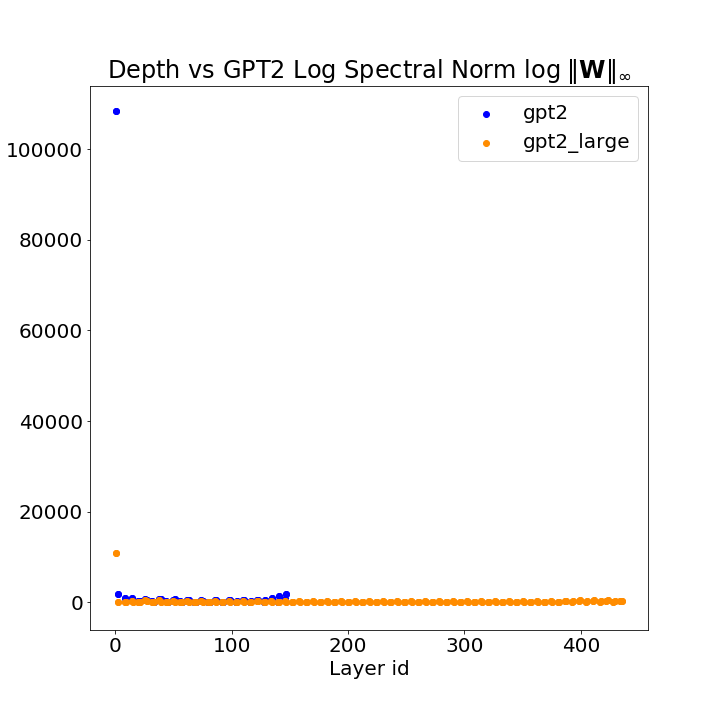 Depth vs GPT2 Log Spectral Norm log ‖W‖∞
gpt2
gpt2_large
100000
80000
60000
40000
20000
0
0 100 200 300 400
Layer id